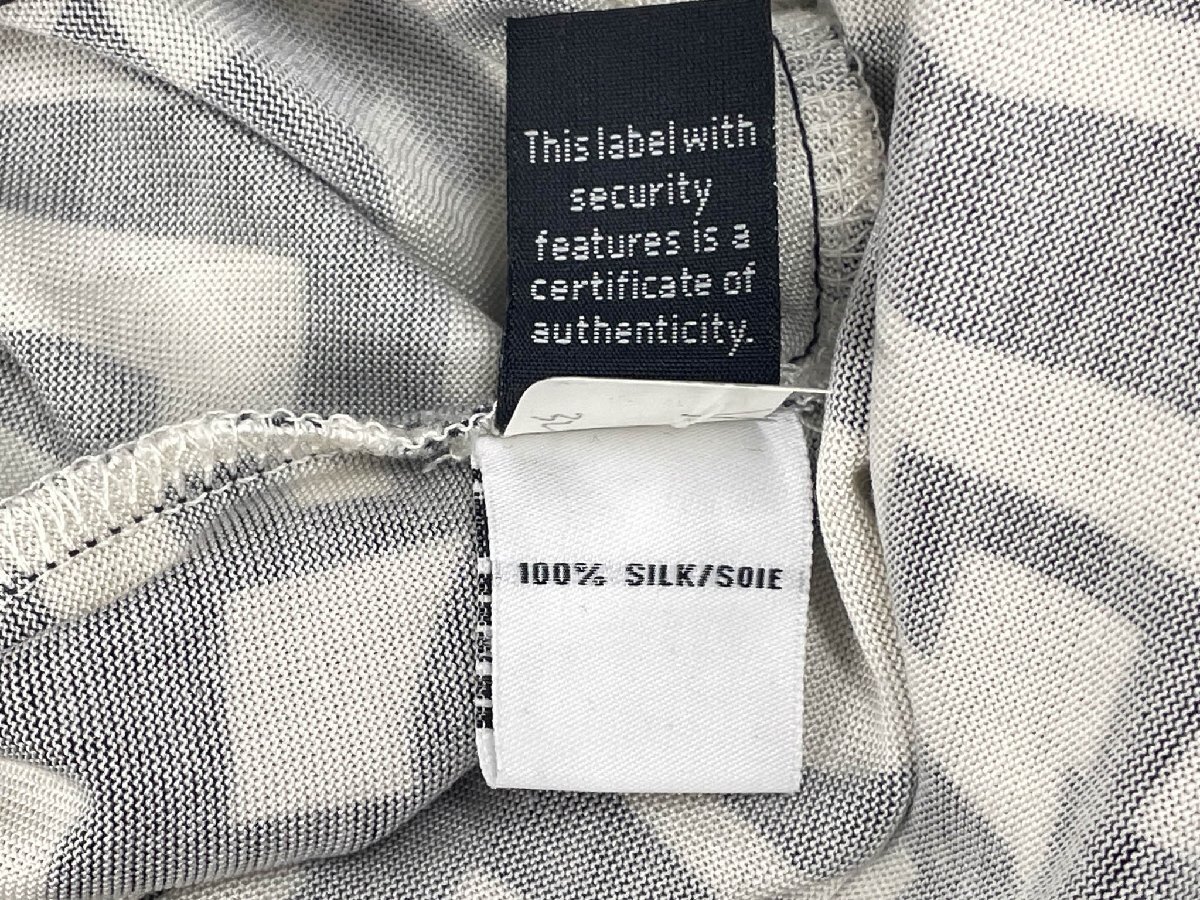 This label with
security
features is a
certificate of
authenticity.
100% SILK/SOIE